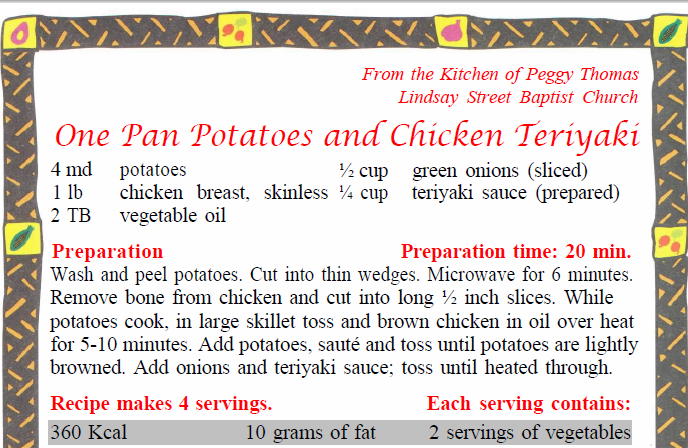 From the Kitchen of Peggy Thomas
Lindsay Street Baptist Church
One Pan Potatoes and Chicken Teriyaki
4 md potatoes ½ cup green onions (sliced)
1 lb chicken breast, skinless ¼ cup teriyaki sauce (prepared)
2 TB vegetable oil
Preparation Preparation time: 20 min.
Wash and peel potatoes. Cut into thin wedges. Microwave for 6 minutes.
Remove bone from chicken and cut into long ½ inch slices. While
potatoes cook, in large skillet toss and brown chicken in oil over heat
for 5-10 minutes. Add potatoes, sauté and toss until potatoes are lightly
browned. Add onions and teriyaki sauce; toss until heated through.
Recipe makes 4 servings. Each serving contains:
360 Kcal 10 grams of fat 2 servings of vegetables